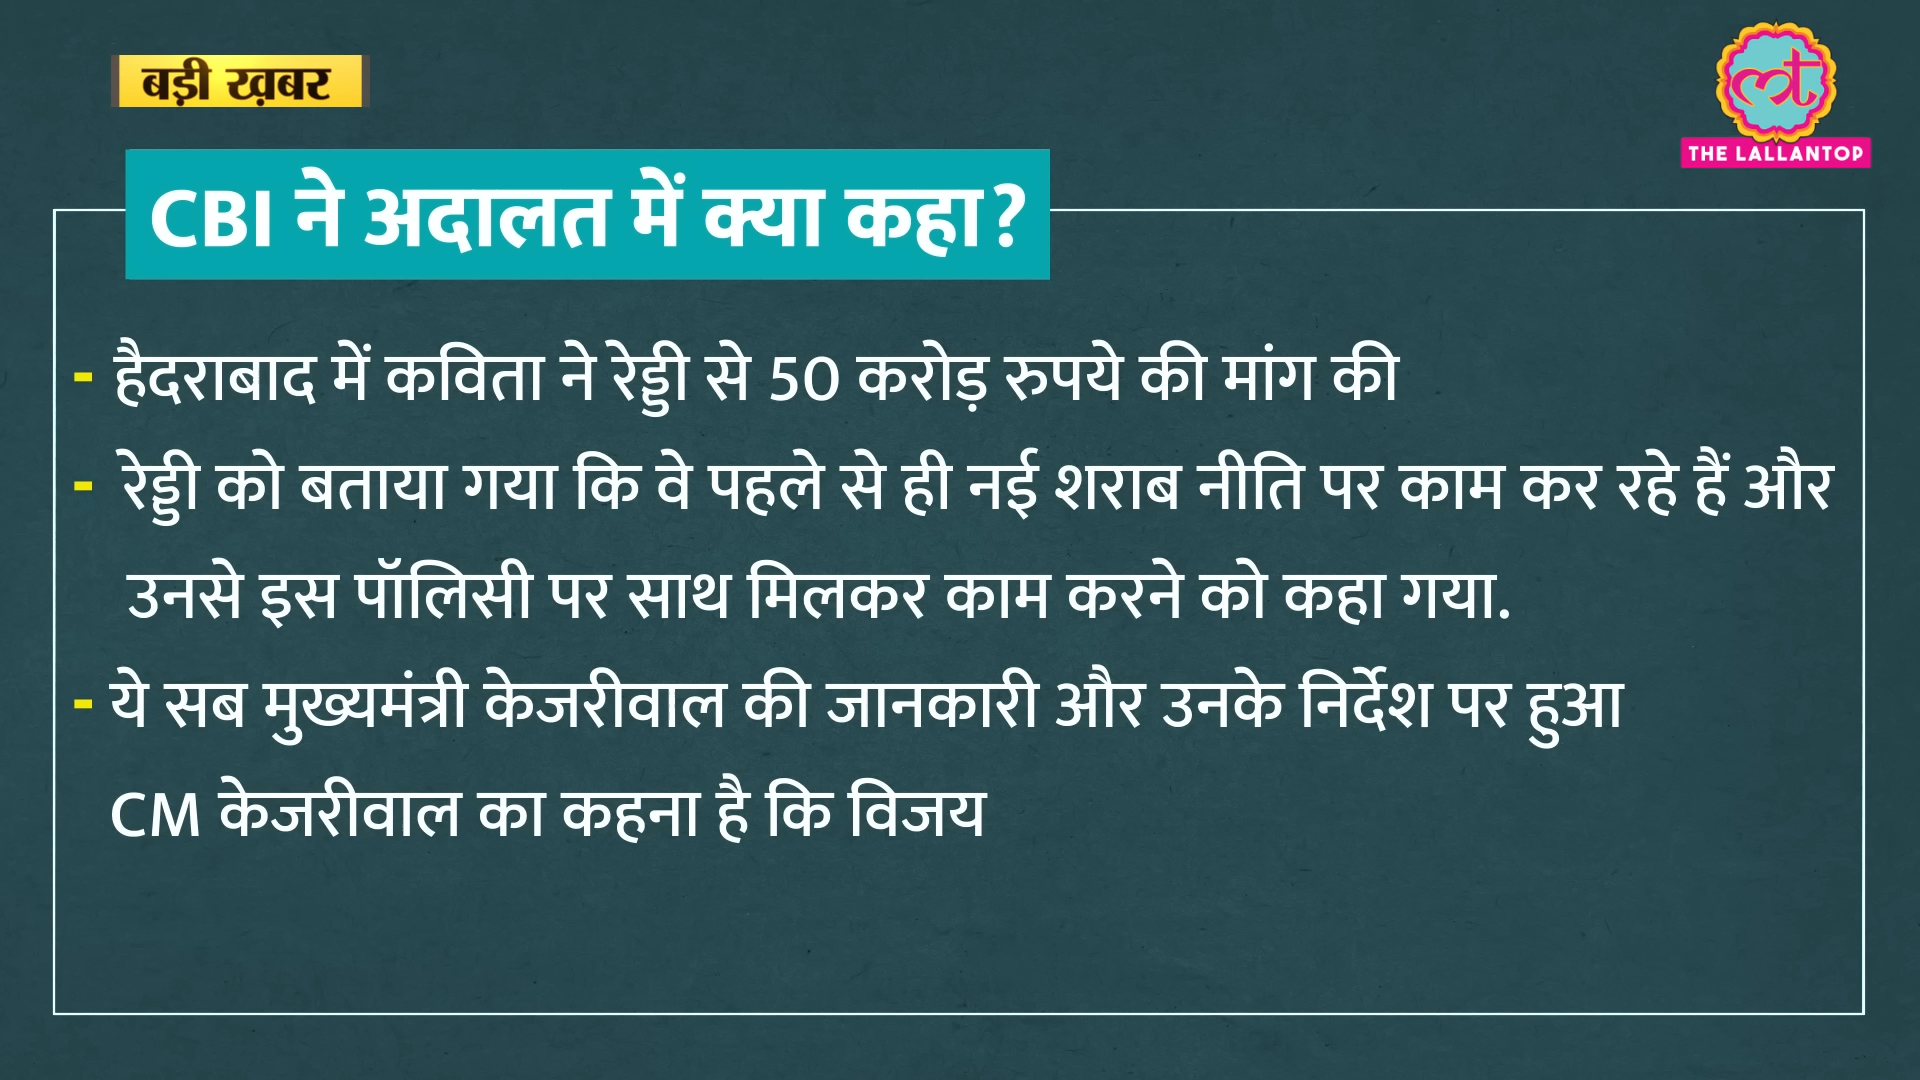 बड़ी ख़बर
THE LALLANTOP
CBI ने अदालत में क्या कहा?
- हैदराबाद में कविता ने रेड्डी से 50 करोड़ रुपये की मांग की
- रेड्डी को बताया गया कि वे पहले से ही नई शराब नीति पर काम कर रहे हैं और
उनसे इस पॉलिसी पर साथ मिलकर काम करने को कहा गया.
- ये सब मुख्यमंत्री केजरीवाल की जानकारी और उनके निर्देश पर हुआ
CM केजरीवाल का कहना है कि विजय